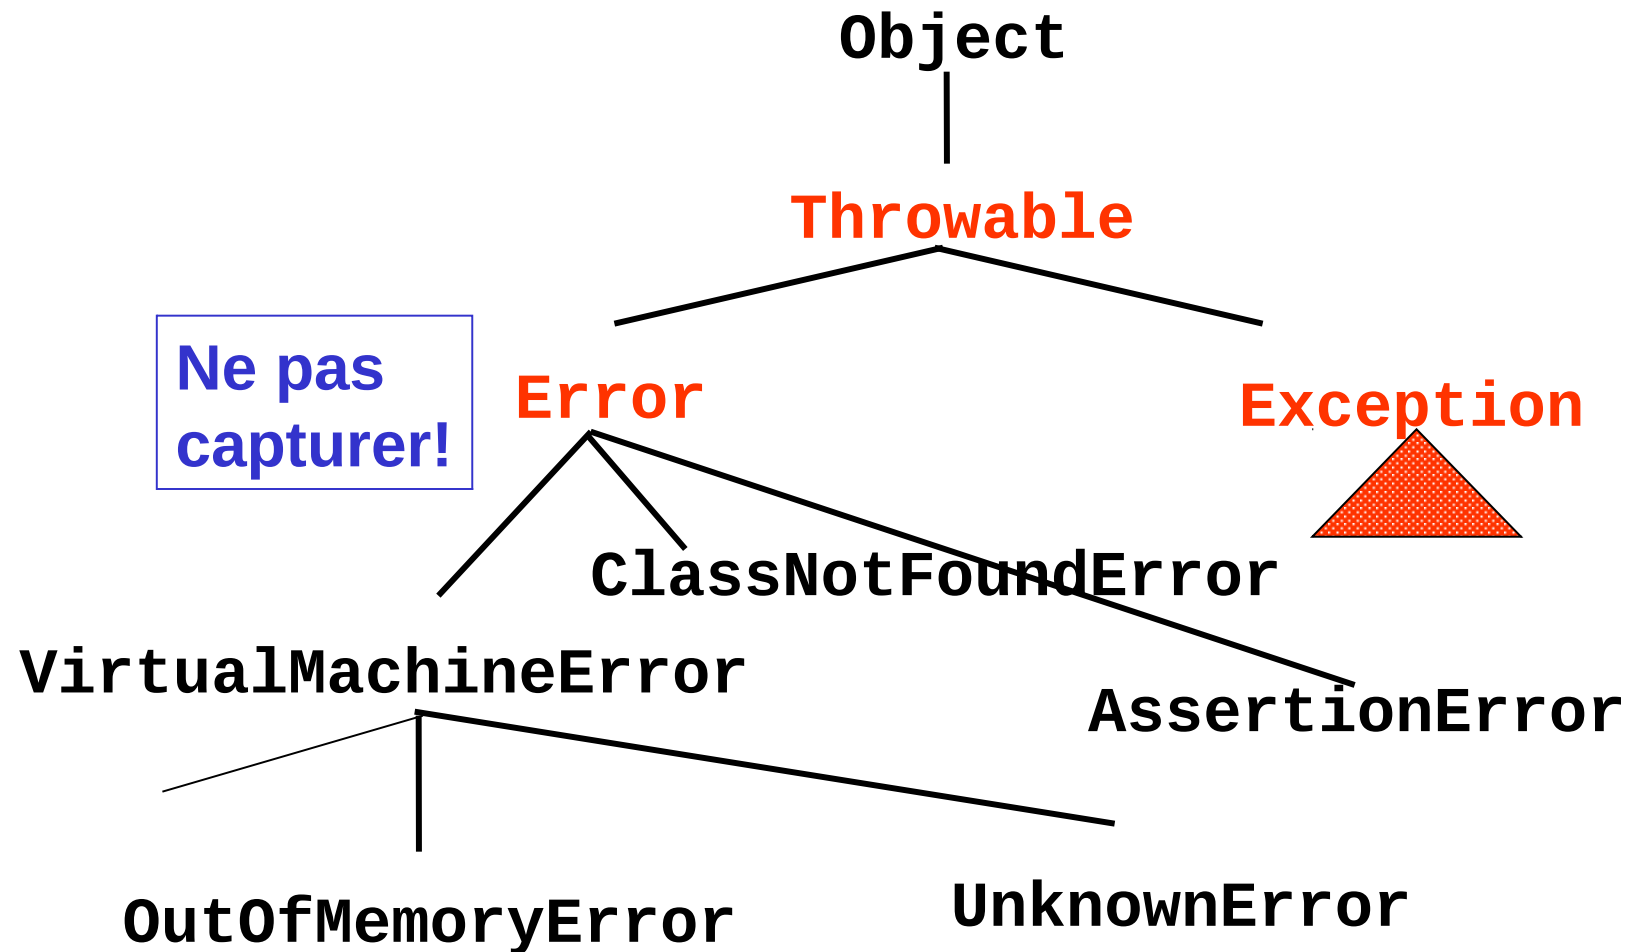 Object
Throwable
Ne pas
capturer!
Error
Exception
ClassNotFoundError
VirtualMachineError
AssertionError
OutOfMemoryError
UnknownError